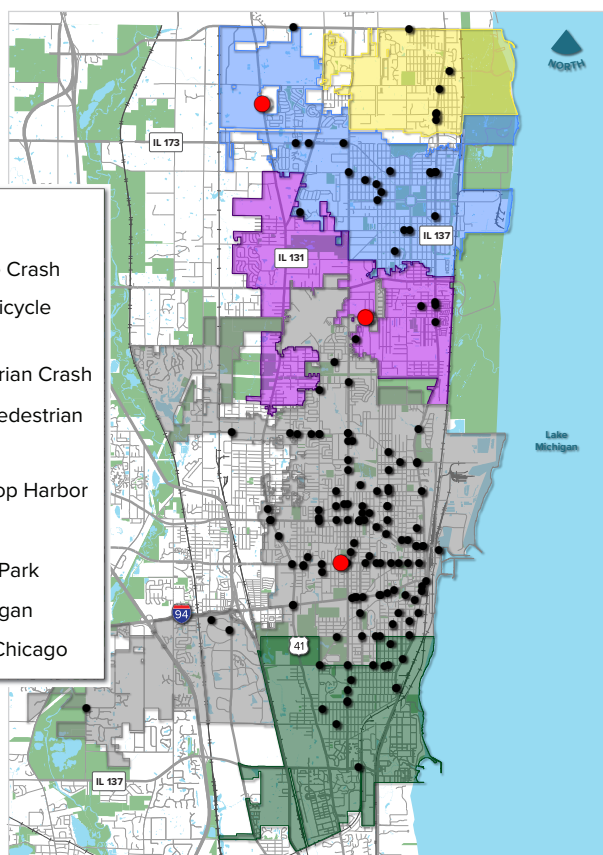 NORTH
IL 173
Crash
icycle
IL 137
IL 131
rian Crash
edestrian
Lake
Michigan
op Harbor
Park
gan
94
Chicago
41
IL 137